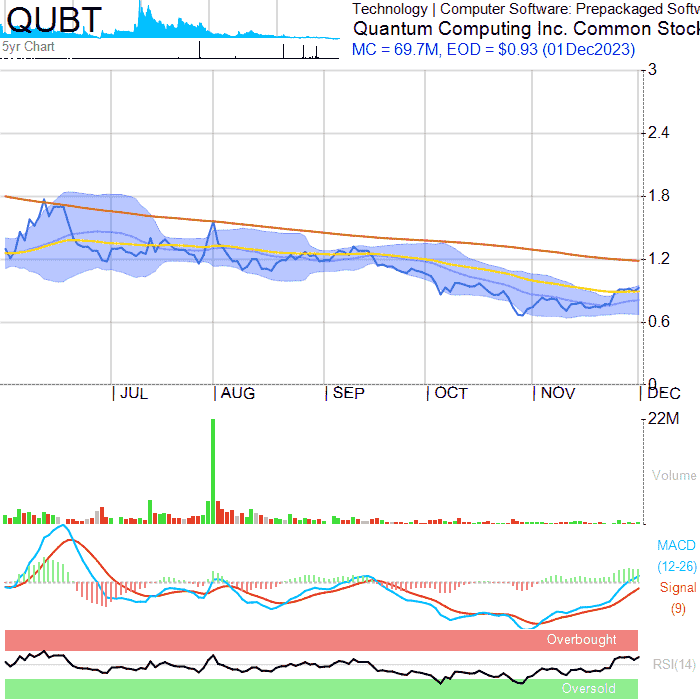 QUBT
5yr Chart
Technology | Computer Software: Prepackaged Softw
Quantum Computing Inc. Common Stock
MC = 69.7M, EOD = $0.93 (01Dec2023)
3
2.4
1.8
1.2
0.6
0
JUL
AUG
SEP
OCT
NOV
DEC
22M
Volume
MACD
(12-26)
Signal
(9)
Overbought
RSI(14)
Oversold